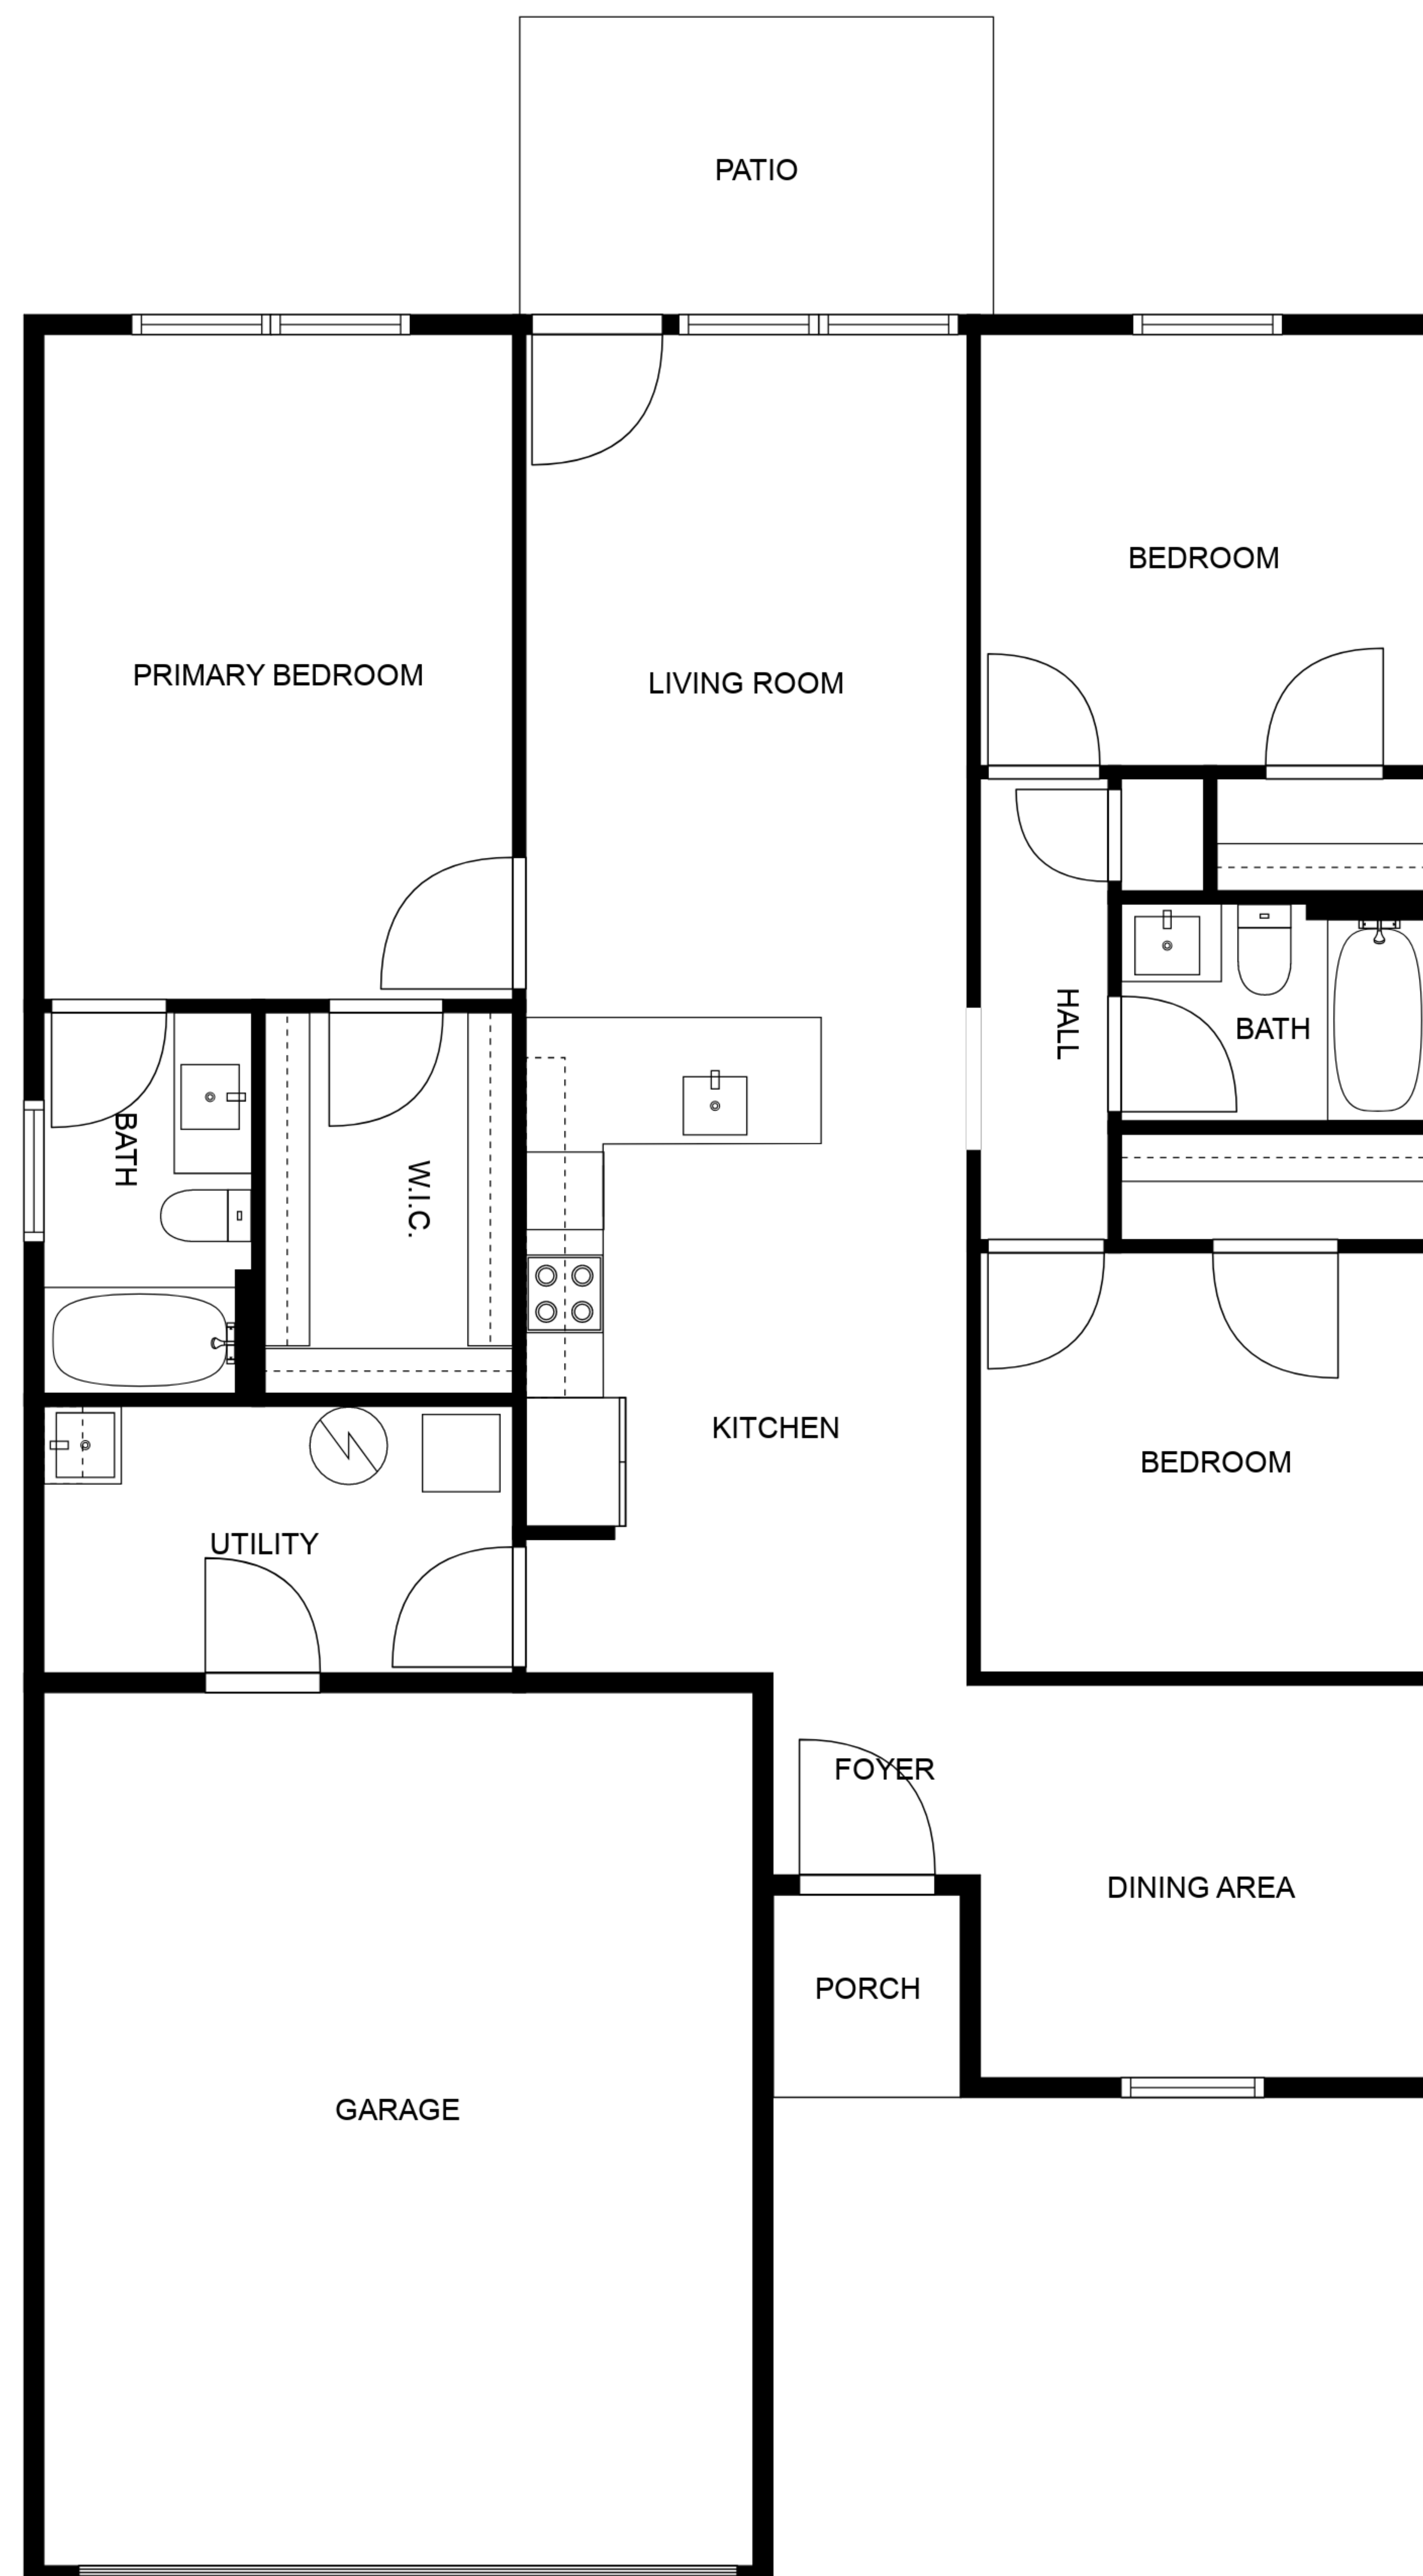 PATIO
BEDROOM
PRIMARY BEDROOM
LIVING ROOM
HALL
BATH
BATH
W.I.C.
KITCHEN
BEDROOM
UTILITY
FOYER
DINING AREA
PORCH
GARAGE